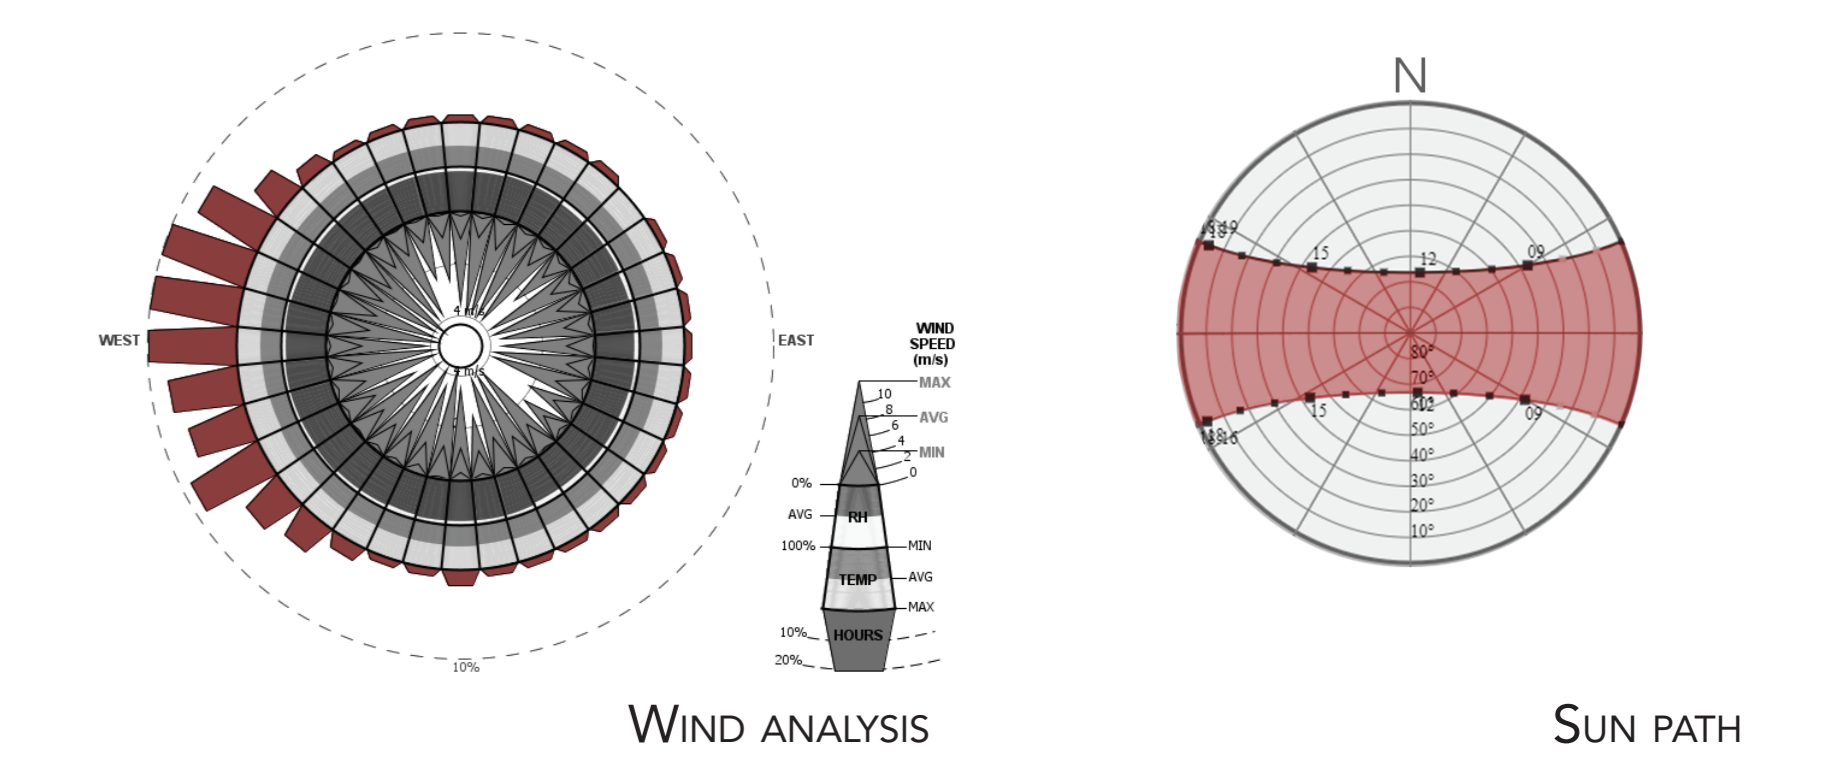 N
15
12
09
WEST
EAST
4 m/s
4 m/s
10%
WIND
SPEED
(m/s)
MAX
10
8
AVG
6
4
MIN
2
0
0%
AVG
RH
100%
MIN
TEMP
AVG
MAX
10%
HOURS
20%
80°
70°
60°
12
15
09
50°
40°
30°
20°
10°
WIND ANALYSIS
SUN PATH